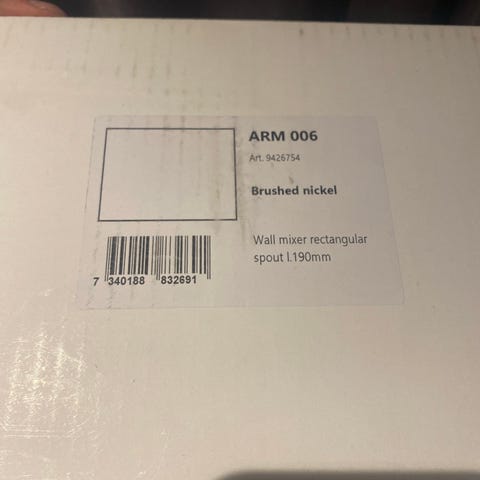 ARM 006
Art. 9426754
Brushed nickel
Wall mixer rectangular
spout l.190mm
7 340188 832691